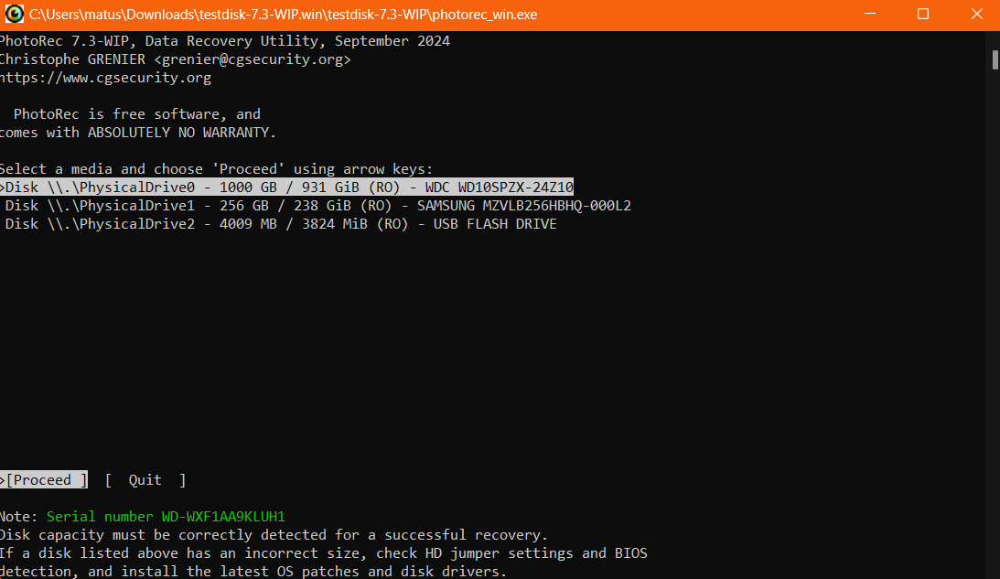 C:\Users\matus\Downloads\testdisk-7.3-WIP.win\testdisk-7.3-WIP\photorec_win.exe
PhotoRec 7.3-WIP, Data Recovery Utility, September 2024
Christophe GRENIER <grenier@cgsecurity.org>
https://www.cgsecurity.org
PhotoRec is free software, and
comes with ABSOLUTELY NO WARRANTY.
Select a media and choose 'Proceed' using arrow keys:
>Disk \\.\PhysicalDrive0 - 1000 GB / 931 GiB (RO) - WDC WD10SPZX-24Z10
Disk \\.\PhysicalDrive1 - 256 GB / 238 GiB (RO) - SAMSUNG MZVLB256HBHQ-000L2
Disk \\.\PhysicalDrive2 - 4009 MB / 3824 MiB (RO) - USB FLASH DRIVE
>[Proceed ]  [  Quit  ]
Note: Serial number WD-WXF1AA9KLUH1
Disk capacity must be correctly detected for a successful recovery.
If a disk listed above has an incorrect size, check HD jumper settings and BIOS
detection, and install the latest OS patches and disk drivers.